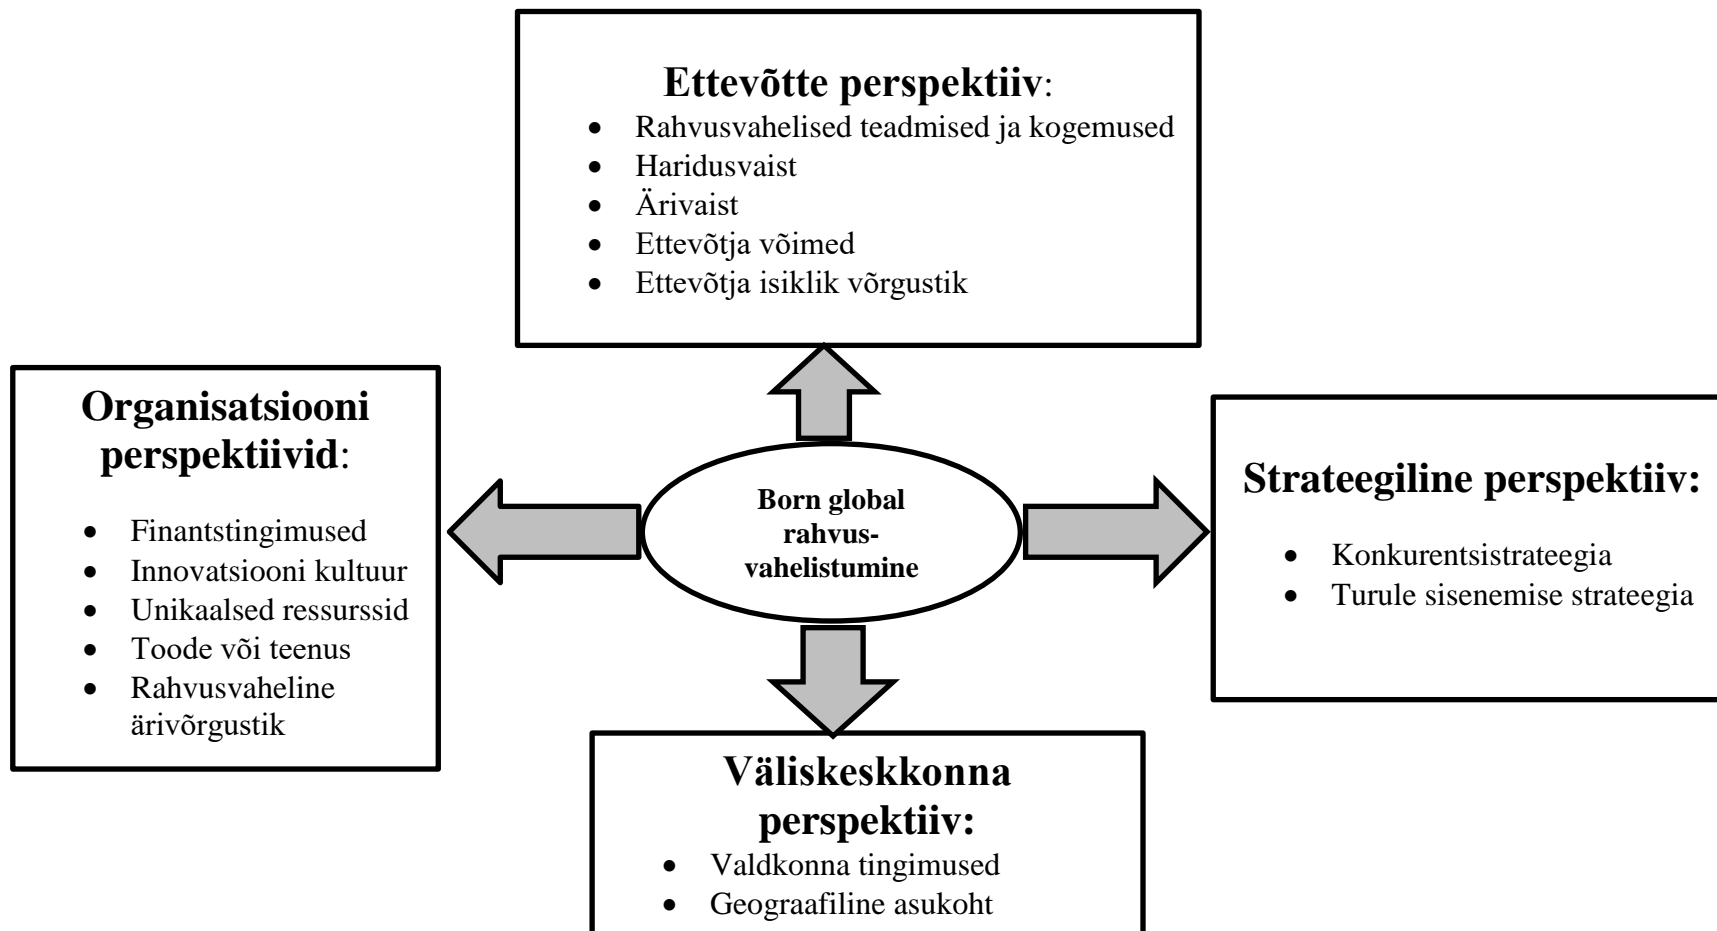 Ettevõtte perspektiiv:
• Rahvusvahelised teadmised ja kogemused
• Haridusvaist
• Ärivaist
• Ettevõtja võimed
• Ettevõtja isiklik võrgustik
Organisatsiooni
perspektiivid:
• Finantstingimused
• Innovatsiooni kultuur
• Unikaalsed ressurssid
• Toode või teenus
• Rahvusvaheline
ärivõrgustik
Born global
rahvus-
vahelistumine
Strateegiline perspektiiv:
• Konkurentsistrateegia
• Turule sisenemise strateegia
Väliskeskkonna
perspektiiv:
• Valdkonna tingimused
• Geograafiline asukoht